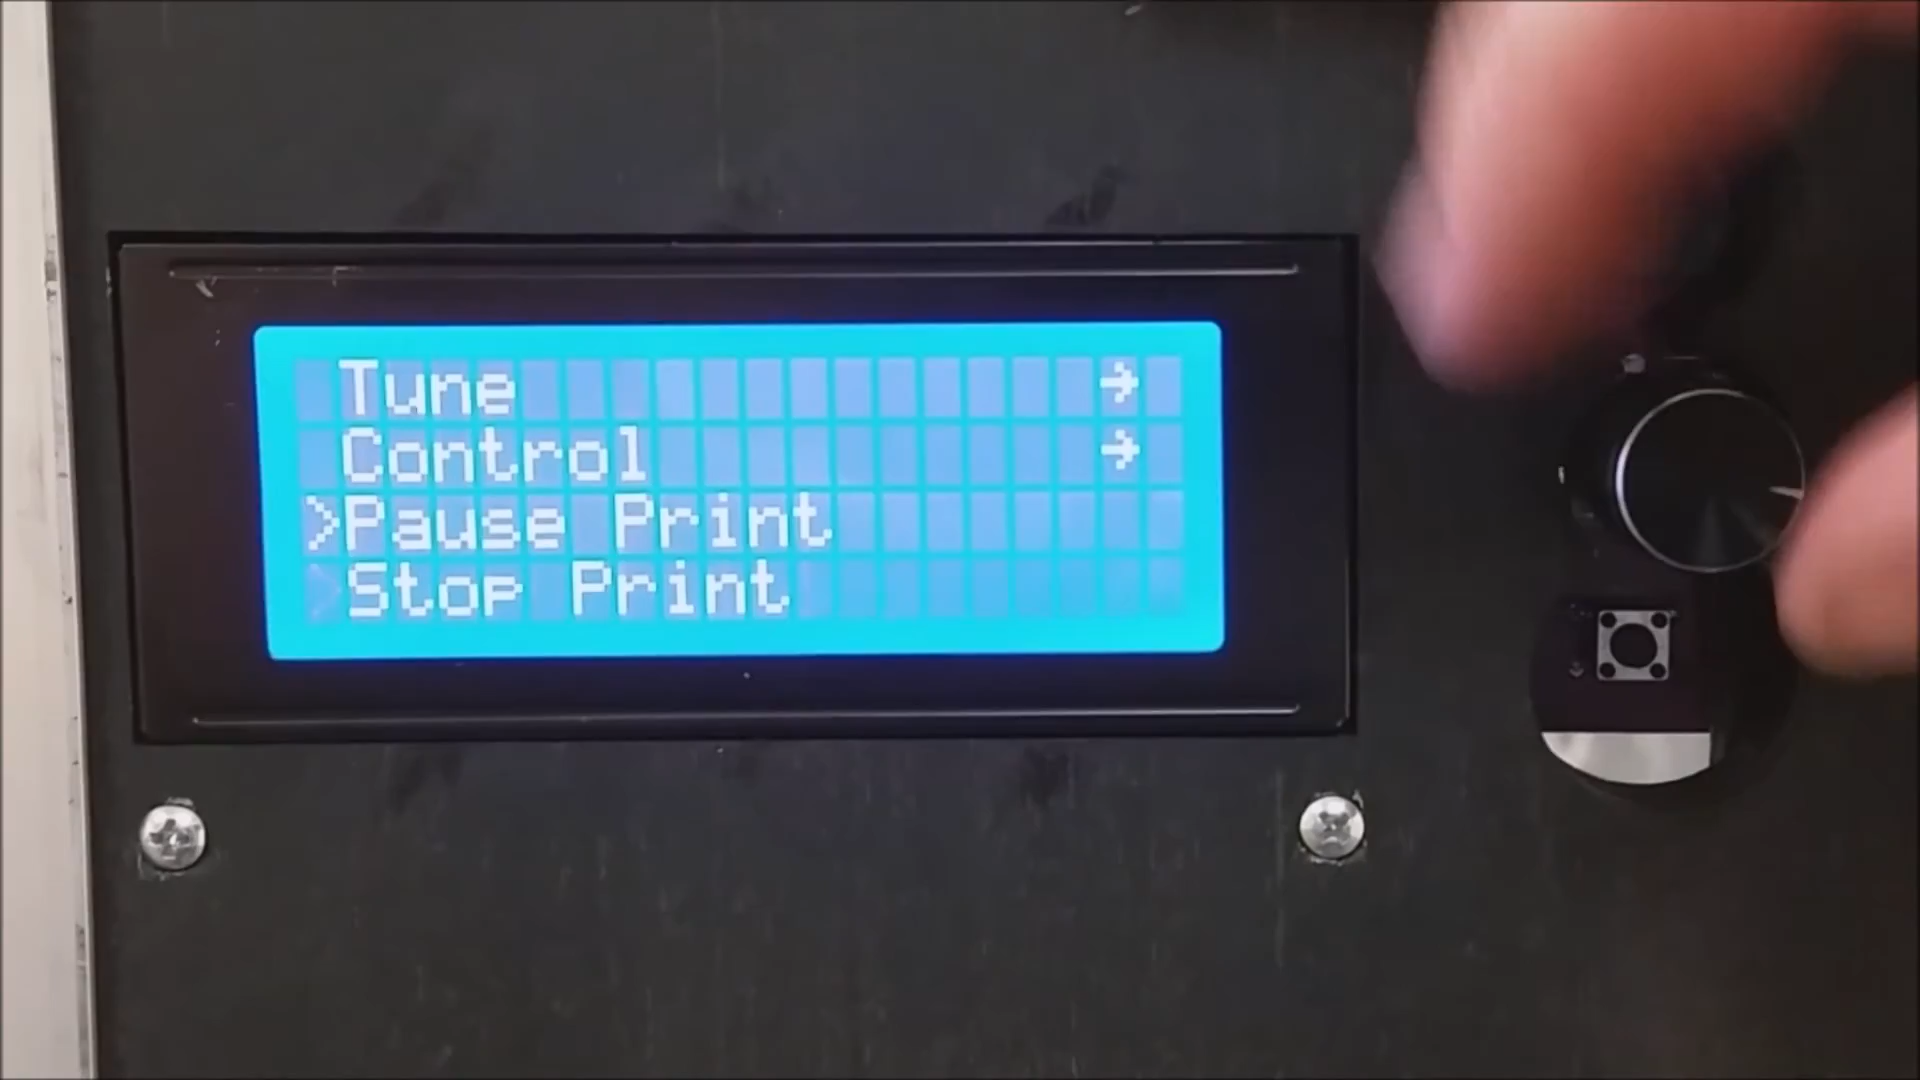 Tune →
Control →
>Pause Print
Stop Print